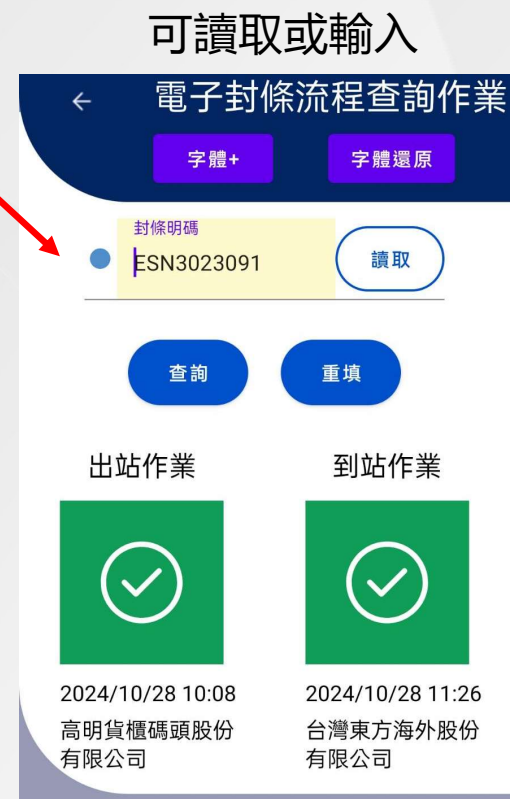 可讀取或輸入
電子封條流程查詢作業
字體+ 字體還原
封條明碼
ESN3023091 讀取
查詢 重填
出站作業 到站作業
2024/10/28 10:08 2024/10/28 11:26
高明貨櫃碼頭股份 台灣東方海外股份
有限公司 有限公司